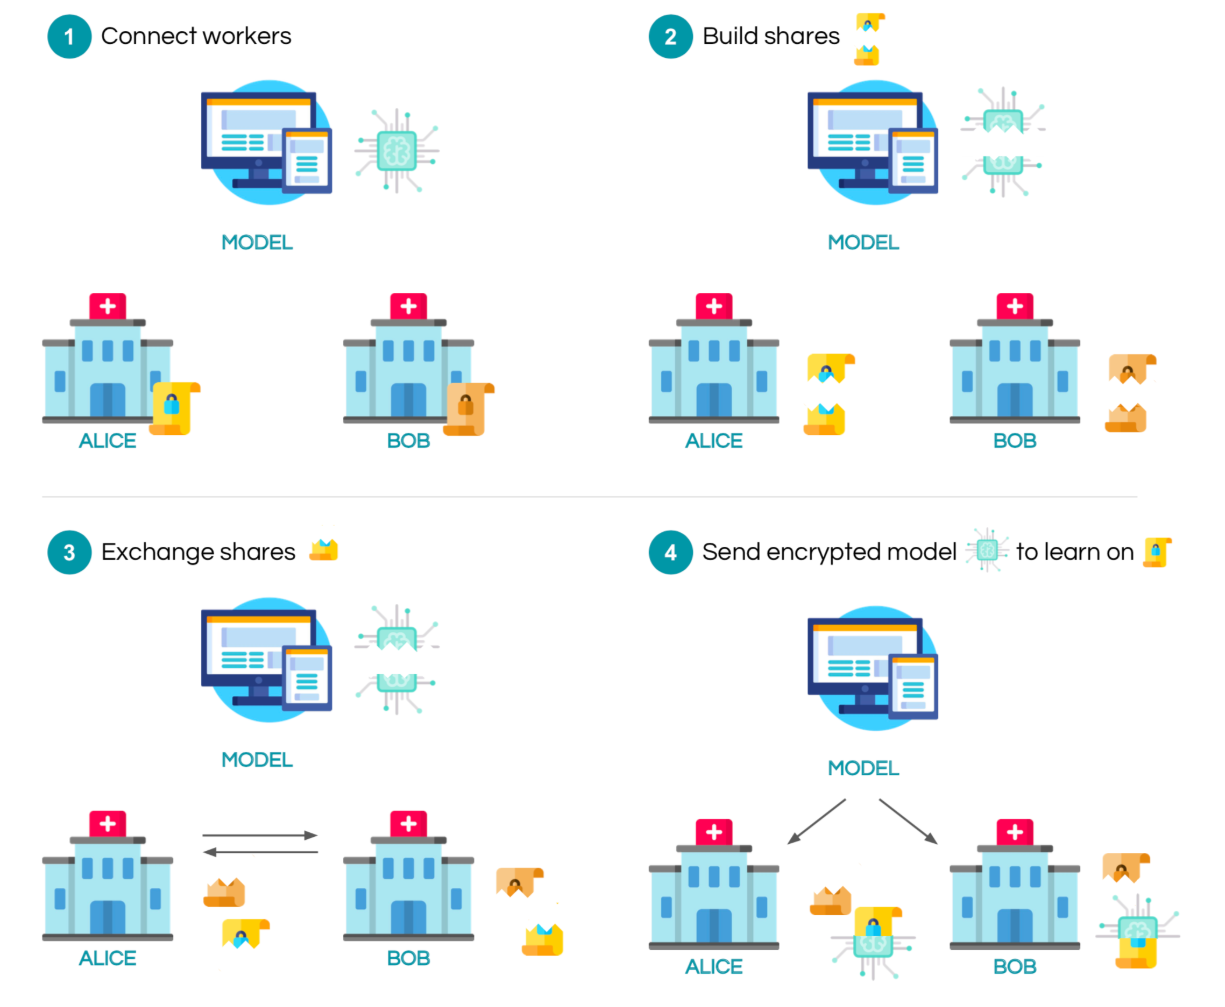 1 Connect workers
MODEL
ALICE
BOB
2 Build shares
MODEL
ALICE
BOB
3 Exchange shares
MODEL
ALICE
BOB
4 Send encrypted model to learn on
MODEL
ALICE
BOB